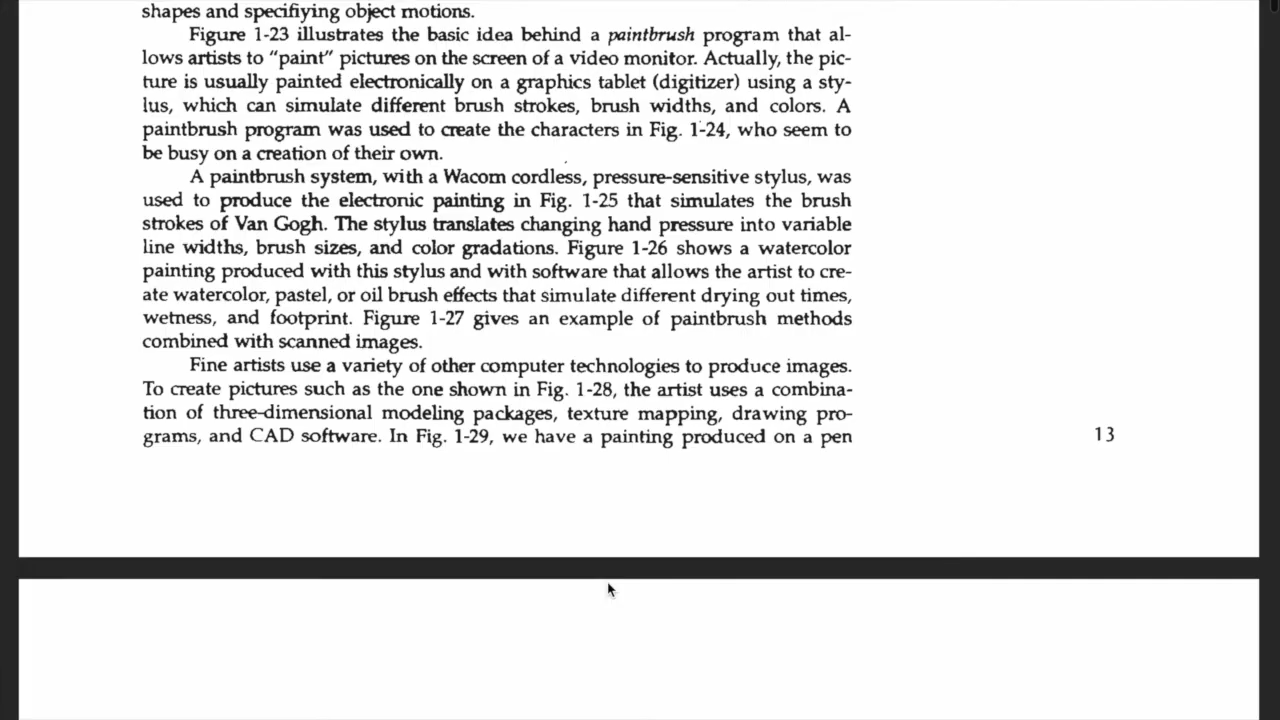 shapes and specifiying object motions.
Figure 1-23 illustrates the basic idea behind a paintbrush program that al-
lows artists to “paint” pictures on the screen of a video monitor. Actually, the pic-
ture is usually painted electronically on a graphics tablet (digitizer) using a sty-
lus, which can simulate different brush strokes, brush widths, and colors. A
paintbrush program was used to create the characters in Fig. 1-24, who seem to
be busy on a creation of their own.
A paintbrush system, with a Wacom cordless, pressure-sensitive stylus, was
used to produce the electronic painting in Fig. 1-25 that simulates the brush
strokes of Van Gogh. The stylus translates changing hand pressure into variable
line widths, brush sizes, and color gradations. Figure 1-26 shows a watercolor
painting produced with this stylus and with software that allows the artist to cre-
ate watercolor, pastel, or oil brush effects that simulate different drying out times,
wetness, and footprint. Figure 1-27 gives an example of paintbrush methods
combined with scanned images.
Fine artists use a variety of other computer technologies to produce images.
To create pictures such as the one shown in Fig. 1-28, the artist uses a combina-
tion of three-dimensional modeling packages, texture mapping, drawing pro-
grams, and CAD software. In Fig. 1-29, we have a painting produced on a pen
13